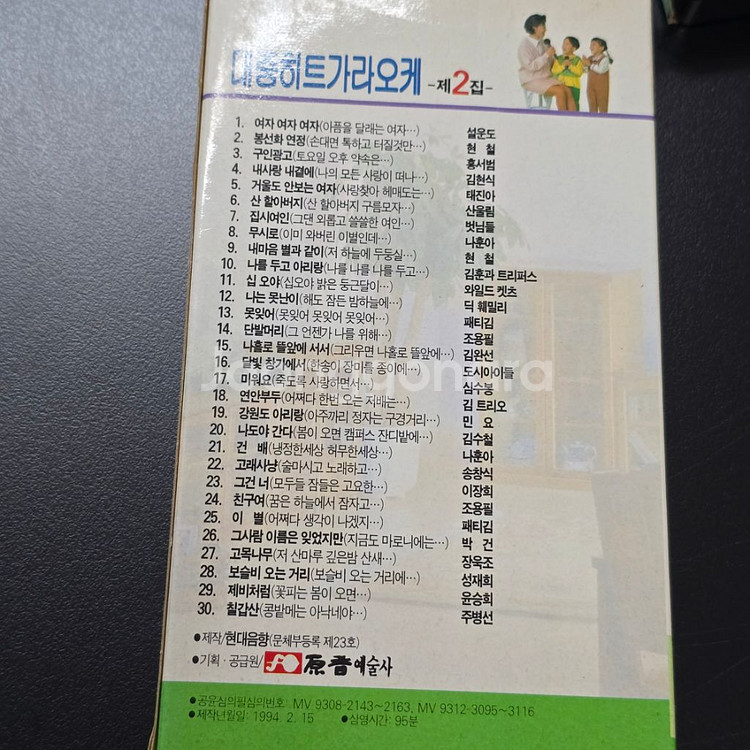 대중히트가라오케 -제2집-
1. 여자 여자 여자(아픔을 달래는 여자…) 설운도
2. 봉선화 연정(손대면 톡하고 터질것만…) 현 철
3. 구인광고(토요일 오후 약속은…) 홍서범
4. 내사랑 내곁에(나의 모든 사랑이 떠나…) 김현식
5. 거울도 안보는 여자(사랑찾아 헤매도는…) 태진아
6. 산 할아버지(산 할아버지 구름모자…) 산울림
7. 집시여인(그댄 외롭고 쓸쓸한 여인…) 벗님들
8. 무시로(이미 와버린 이별인데…) 나훈아
9. 내마음 별과 같이(저 하늘에 두둥실…) 현 철
10. 나를 두고 아리랑(나를 나를 나를 두고…) 김훈과 트리퍼스
11. 십 오야(십오야 밝은 둥근달이…) 와일드 켓츠
12. 나는 못난이(해도 잠든 밤하늘에…) 딕 훼밀리
13. 못잊어(못잊어 못잊어 못잊어…) 패티김
14. 단발머리(그 언젠가 나를 위해…) 조용필
15. 나홀로 뜰앞에 서서(그리우면 나홀로 뜰앞에…) 김완선
16. 달빛 창가에서(한송이 장미를 종이에…) 도시아이들
17. 미워요(죽도록 사랑하면서…) 심수봉
18. 연안부두(어쩌다 한번 오는 저배는…) 김 트리오
19. 강원도 아리랑(아주까리 정자는 구경거리…) 민 요
20. 나도야 간다(봄이 오면 캠퍼스 잔디밭에…) 김수철
21. 건 배(냉정한세상 허무한세상…) 나훈아
22. 고래사냥(술마시고 노래하고…) 송창식
23. 그건 너(모두들 잠들은 고요한…) 이장희
24. 친구여(꿈은 하늘에서 잠자고…) 조용필
25. 이 별(어쩌다 생각이 나겠지…) 패티김
26. 그사람 이름은 잊었지만(지금도 마로니에는…) 박 건
27. 고목나무(저 산마루 깊은밤 산새…) 장욱조
28. 보슬비 오는 거리(보슬비 오는 거리에…) 성재희
29. 제비처럼(꽃피는 봄이 오면…) 윤승희
30. 칠갑산(콩밭메는 아낙네야…) 주병선
●제작/현대음향(문체부등록 제23호)
●기획·공급원/ 原音예술사
●공윤심의필심의번호: MV 9308-2143~2163, MV 9312-3095~3116
●제작년월일: 1994. 2. 15 ●상영시간: 95분